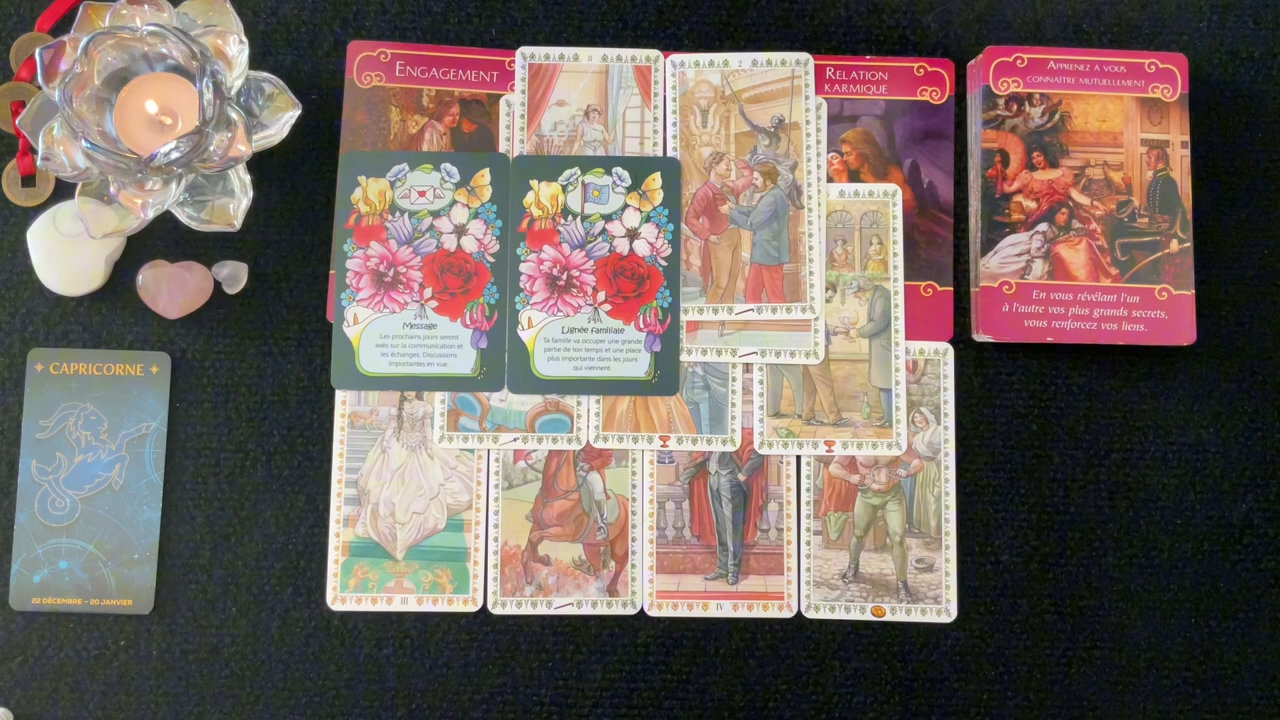 ENGAGEMENT
8
2
RELATION
KARMIQUE
APPRENEZ A VOUS
CONNAÎTRE MUTUELLEMENT
En vous révélant l'un
à l'autre vos plus grands secrets,
vous renforcez vos liens.
Message
Les prochains jours seront
axés sur la communication et
les échanges. Discussions
importantes en vue.
Lignée familiale
Ta famille va occuper une grande
partie de ton temps et une place
plus importante dans les jours
qui viennent.
CAPRICORNE
22 DÉCEMBRE – 20 JANVIER
III
IV